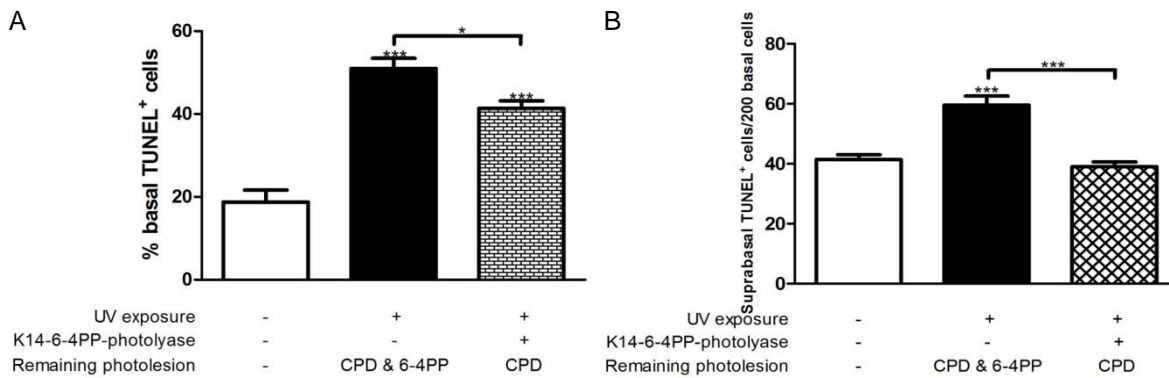 A
% basal TUNEL⁺ cells
60
40
20
0
*
***
***
UV exposure - + +
K14-6-4PP-photolyase - - +
Remaining photolesion - CPD & 6-4PP CPD
B
Suprabasal TUNEL⁺ cells/200 basal cells
80
60
40
20
0
***
***
UV exposure - + +
K14-6-4PP-photolyase - - +
Remaining photolesion - CPD & 6-4PP CPD